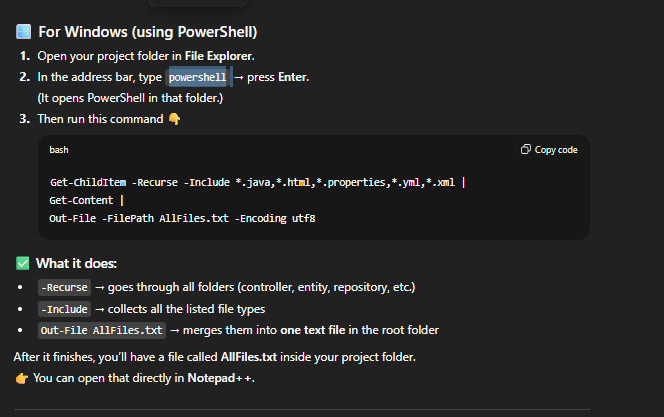 For Windows (using PowerShell)
1. Open your project folder in File Explorer.
2. In the address bar, type powershell → press Enter.
(It opens PowerShell in that folder.)
3. Then run this command 👇
bash
Copy code
Get-ChildItem -Recurse -Include *.java,*.html,*.properties,*.yml,*.xml |
Get-Content |
Out-File -FilePath AllFiles.txt -Encoding utf8
✅ What it does:
• -Recurse → goes through all folders (controller, entity, repository, etc.)
• -Include → collects all the listed file types
• Out-File AllFiles.txt → merges them into one text file in the root folder
After it finishes, you’ll have a file called AllFiles.txt inside your project folder.
👉 You can open that directly in Notepad++.